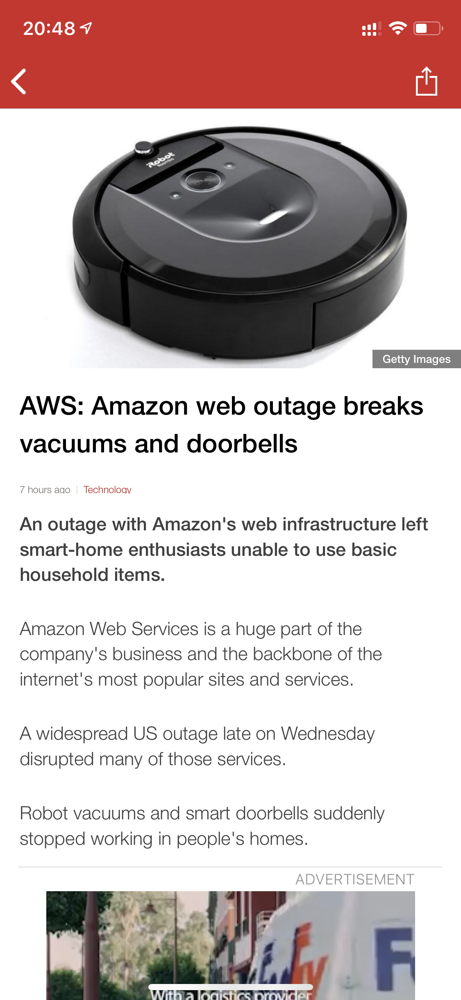 20:48
iRobot
Roomba
CLEAN
Getty Images
AWS: Amazon web outage breaks
vacuums and doorbells
7 hours ago
Technology
An outage with Amazon's web infrastructure left
smart-home enthusiasts unable to use basic
household items.
Amazon Web Services is a huge part of the
company's business and the backbone of the
internet's most popular sites and services.
A widespread US outage late on Wednesday
disrupted many of those services.
Robot vacuums and smart doorbells suddenly
stopped working in people's homes.
ADVERTISEMENT
F
With a logistics provider